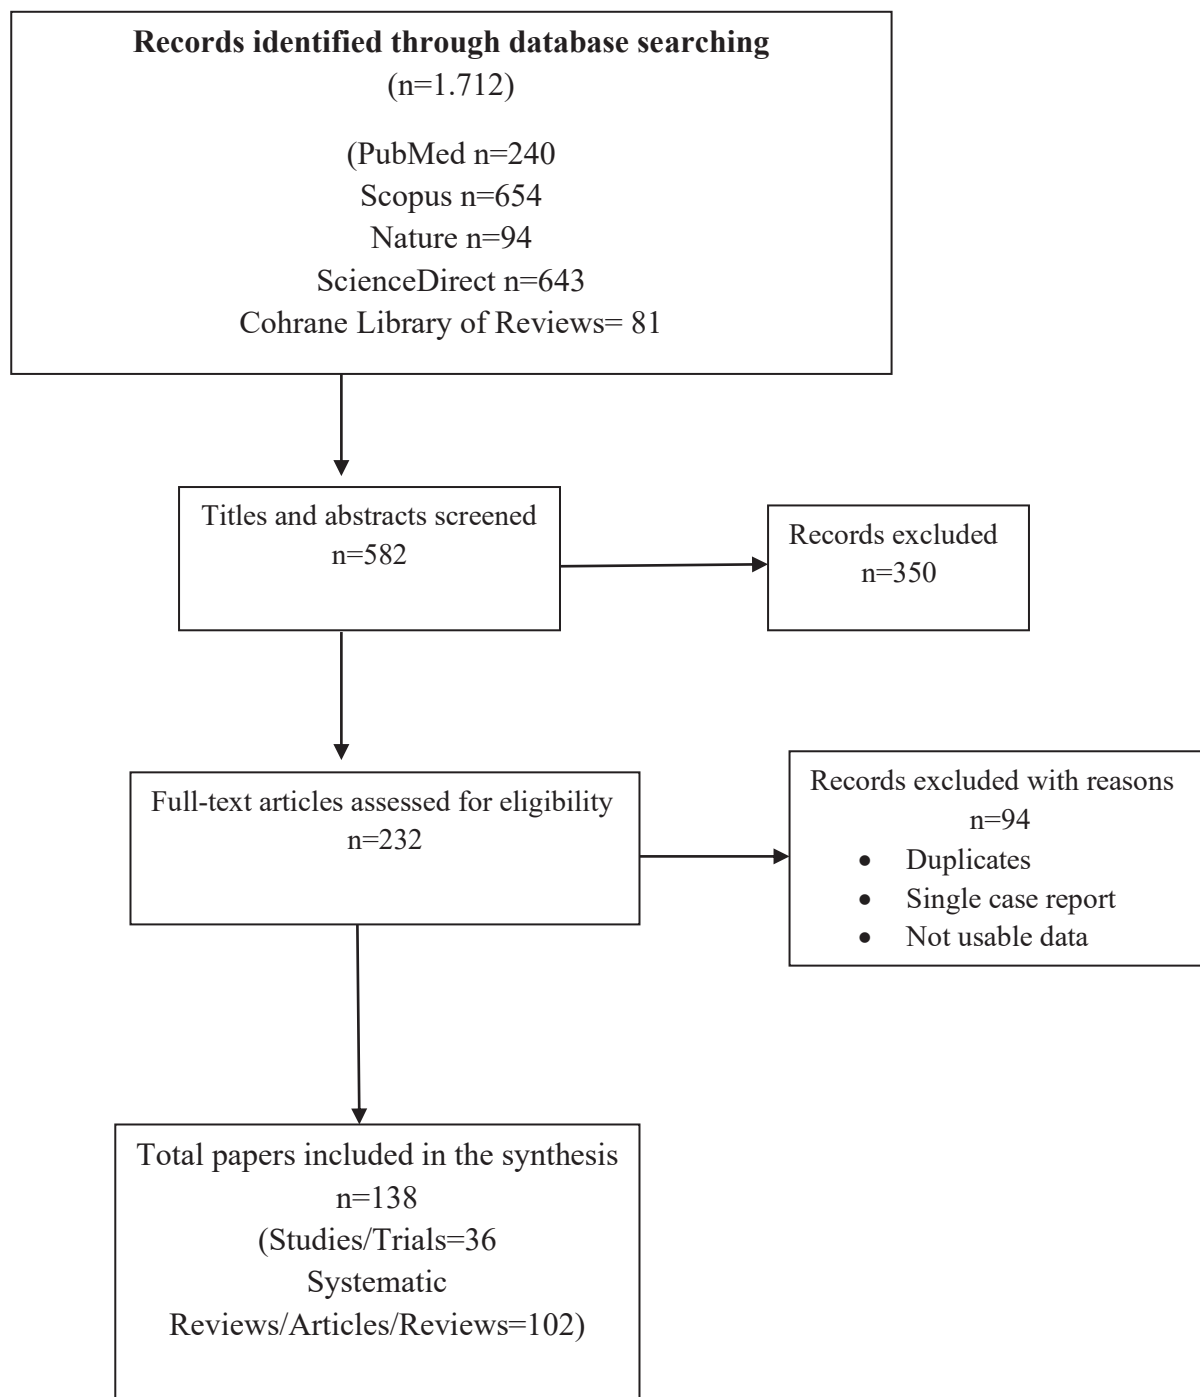 Records identified through database searching
(n=1.712)
(PubMed n=240
Scopus n=654
Nature n=94
ScienceDirect n=643
Cohrane Library of Reviews= 81
Titles and abstracts screened
n=582
Records excluded
n=350
Full-text articles assessed for eligibility
n=232
Records excluded with reasons
n=94
• Duplicates
• Single case report
• Not usable data
Total papers included in the synthesis
n=138
(Studies/Trials=36
Systematic
Reviews/Articles/Reviews=102)